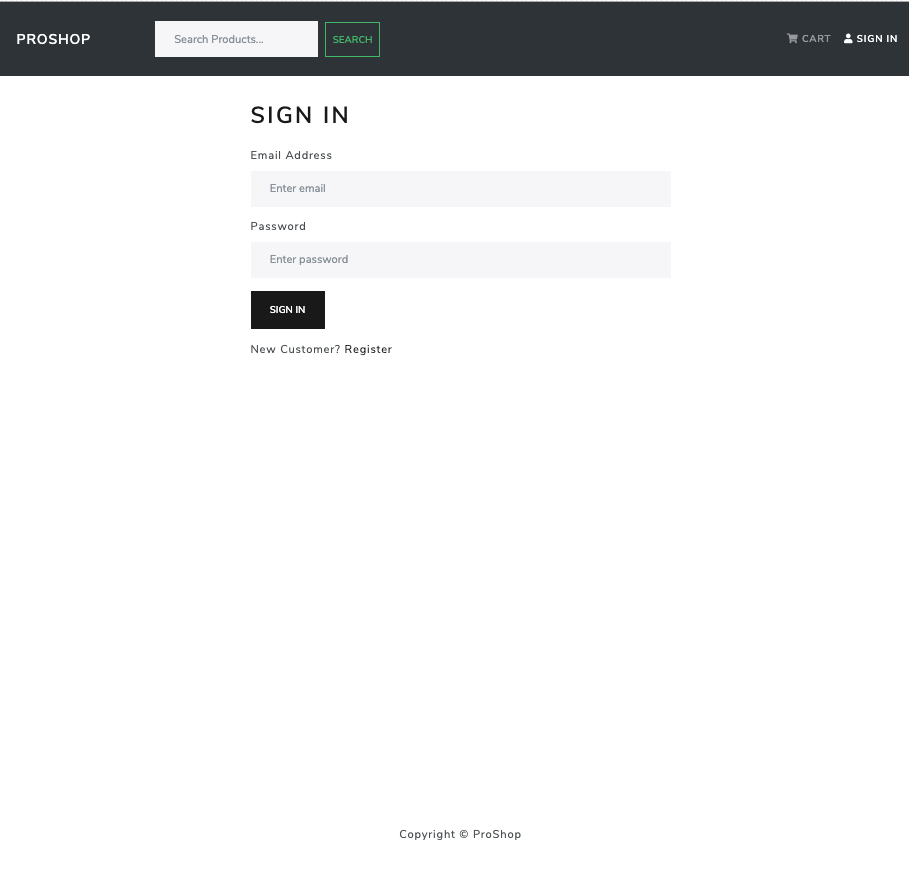 PROSHOP
Search Products...
SEARCH
CART
SIGN IN
SIGN IN
Email Address
Enter email
Password
Enter password
SIGN IN
New Customer? Register
Copyright © ProShop